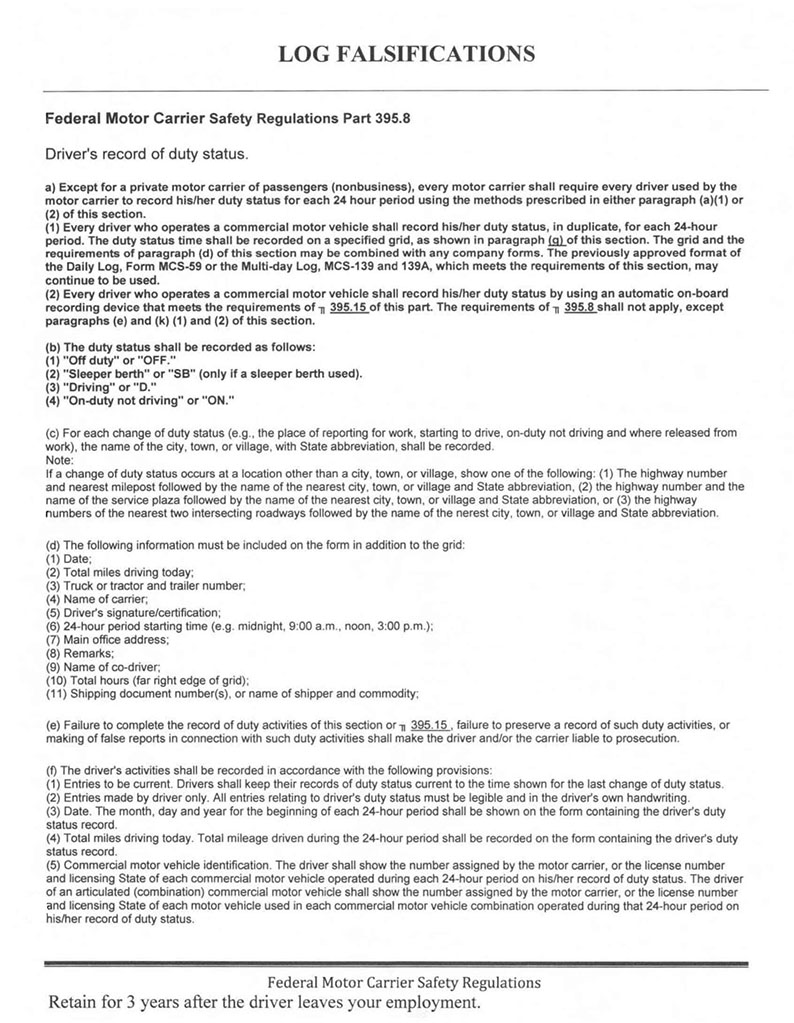 LOG FALSIFICATIONS
Federal Motor Carrier Safety Regulations Part 395.8
Driver's record of duty status.
a) Except for a private motor carrier of passengers (nonbusiness), every motor carrier shall require every driver used by the
motor carrier to record his/her duty status for each 24 hour period using the methods prescribed in either paragraph (a)(1) or
(2) of this section.
(1) Every driver who operates a commercial motor vehicle shall record his/her duty status, in duplicate, for each 24-hour
period. The duty status time shall be recorded on a specified grid, as shown in paragraph (g) of this section. The grid and the
requirements of paragraph (d) of this section may be combined with any company forms. The previously approved format of
the Daily Log, Form MCS-59 or the Multi-day Log, MCS-139 and 139A, which meets the requirements of this section, may
continue to be used.
(2) Every driver who operates a commercial motor vehicle shall record his/her duty status by using an automatic on-board
recording device that meets the requirements of 395.15 of this part. The requirements of 395.8 shall not apply, except
paragraphs (e) and (k) (1) and (2) of this section.
(b) The duty status shall be recorded as follows:
(1) "Off duty" or "OFF."
(2) "Sleeper berth" or "SB" (only if a sleeper berth used).
(3) "Driving" or "D."
(4) "On-duty not driving" or "ON."
(c) For each change of duty status (e.g., the place of reporting for work, starting to drive, on-duty not driving and where released from
work), the name of the city, town, or village, with State abbreviation, shall be recorded.
Note:
If a change of duty status occurs at a location other than a city, town, or village, show one of the following: (1) The highway number
and nearest milepost followed by the name of the nearest city, town, or village and State abbreviation, (2) the highway number and the
name of the service plaza followed by the name of the nearest city, town, or village and State abbreviation, or (3) the highway
numbers of the nearest two intersecting roadways followed by the name of the nerest city, town, or village and State abbreviation.
(d) The following information must be included on the form in addition to the grid:
(1) Date;
(2) Total miles driving today;
(3) Truck or tractor and trailer number;
(4) Name of carrier;
(5) Driver's signature/certification;
(6) 24-hour period starting time (e.g. midnight, 9:00 a.m., noon, 3:00 p.m.);
(7) Main office address;
(8) Remarks;
(9) Name of co-driver;
(10) Total hours (far right edge of grid);
(11) Shipping document number(s), or name of shipper and commodity;
(e) Failure to complete the record of duty activities of this section or 395.15 , failure to preserve a record of such duty activities, or
making of false reports in connection with such duty activities shall make the driver and/or the carrier liable to prosecution.
(f) The driver's activities shall be recorded in accordance with the following provisions:
(1) Entries to be current. Drivers shall keep their records of duty status current to the time shown for the last change of duty status.
(2) Entries made by driver only. All entries relating to driver's duty status must be legible and in the driver's own handwriting.
(3) Date. The month, day and year for the beginning of each 24-hour period shall be shown on the form containing the driver's duty
status record.
(4) Total miles driving today. Total mileage driven during the 24-hour period shall be recorded on the form containing the driver's duty
status record.
(5) Commercial motor vehicle identification. The driver shall show the number assigned by the motor carrier, or the license number
and licensing State of each commercial motor vehicle operated during each 24-hour period on his/her record of duty status. The driver
of an articulated (combination) commercial motor vehicle shall show the number assigned by the motor carrier, or the license number
and licensing State of each motor vehicle used in each commercial motor vehicle combination operated during that 24-hour period on
his/her record of duty status.
Federal Motor Carrier Safety Regulations
Retain for 3 years after the driver leaves your employment.